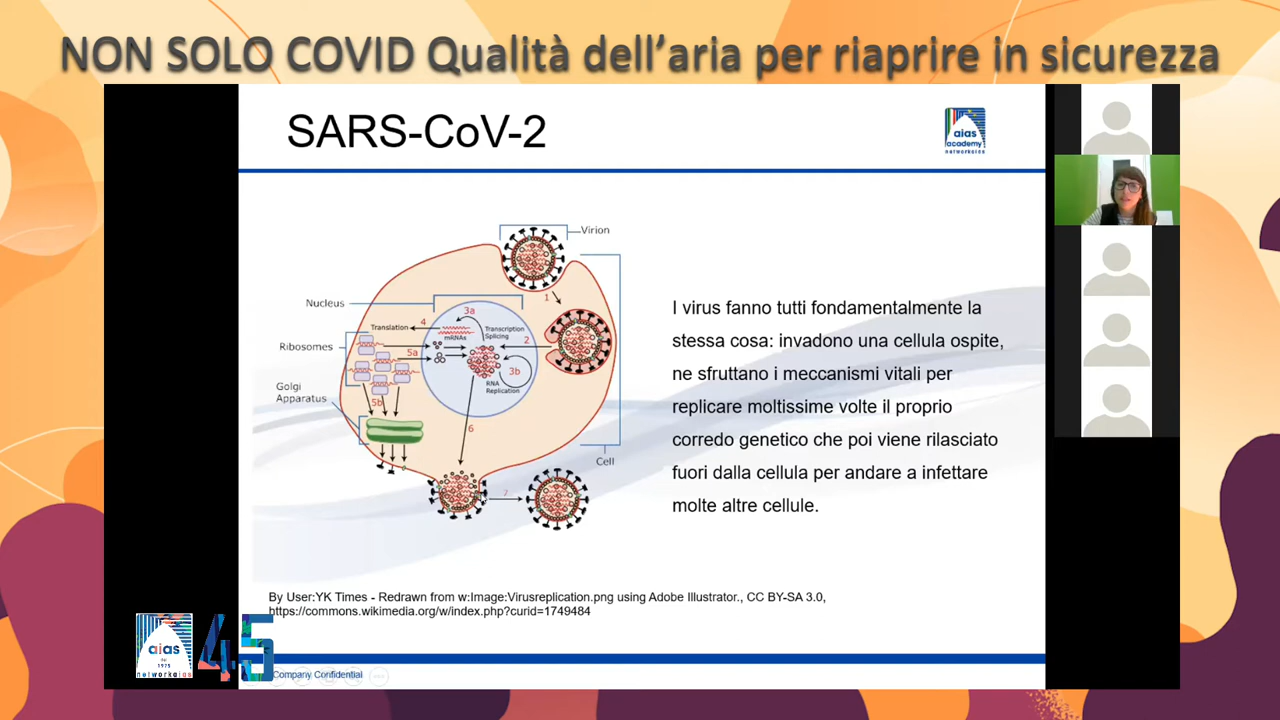 NON SOLO COVID Qualità dell'aria per riaprire in sicurezza
SARS-CoV-2
aias
academy
networkaias
Virion
Nucleus
1
3a
4
Translation
mRNAs
Transcription
Splicing
2
Ribosomes
5a
3b
RNA
Replication
Golgi
Apparatus
5b
6
Cell
7
I virus fanno tutti fondamentalmente la
stessa cosa: invadono una cellula ospite,
ne sfruttano i meccanismi vitali per
replicare moltissime volte il proprio
corredo genetico che poi viene rilasciato
fuori dalla cellula per andare a infettare
molte altre cellule.
By User:YK Times - Redrawn from w:Image:Virusreplication.png using Adobe Illustrator., CC BY-SA 3.0,
https://commons.wikimedia.org/w/index.php?curid=1749484
aias
1975
networkaias
45
Company Confidential